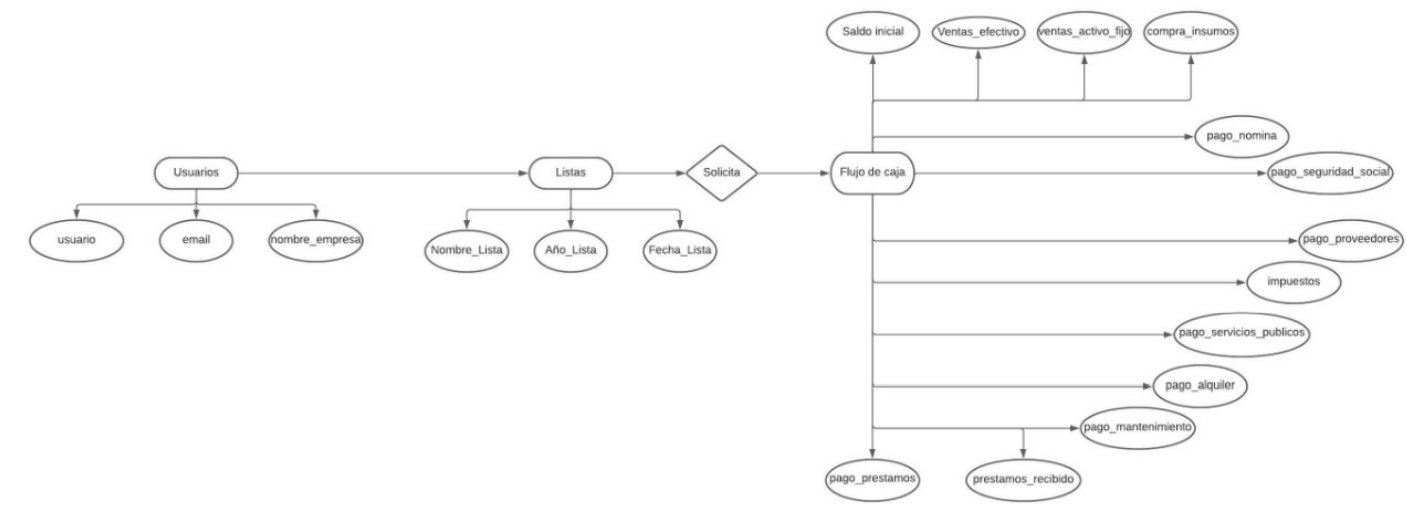 Saldo inicial
Ventas_efectivo
ventas_activo_fijo
compra_insumos
pago_nomina
Usuarios
Listas
Solicita
Flujo de caja
pago_seguridad_social
usuario
email
nombre_empresa
Nombre_Lista
Año_Lista
Fecha_Lista
pago_proveedores
impuestos
pago_servicios_publicos
pago_alquiler
pago_mantenimiento
pago_prestamos
prestamos_recibido